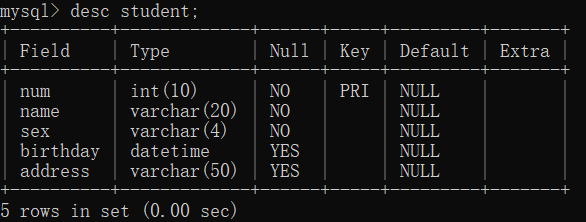 mysql> desc student;
+----------+-------------+------+-----+---------+-------+
| Field    | Type        | Null | Key | Default | Extra |
+----------+-------------+------+-----+---------+-------+
| num      | int(10)     | NO   | PRI | NULL    |       |
| name     | varchar(20) | NO   |     | NULL    |       |
| sex      | varchar(4)  | NO   |     | NULL    |       |
| birthday | datetime    | YES  |     | NULL    |       |
| address  | varchar(50) | YES  |     | NULL    |       |
+----------+-------------+------+-----+---------+-------+
5 rows in set (0.00 sec)